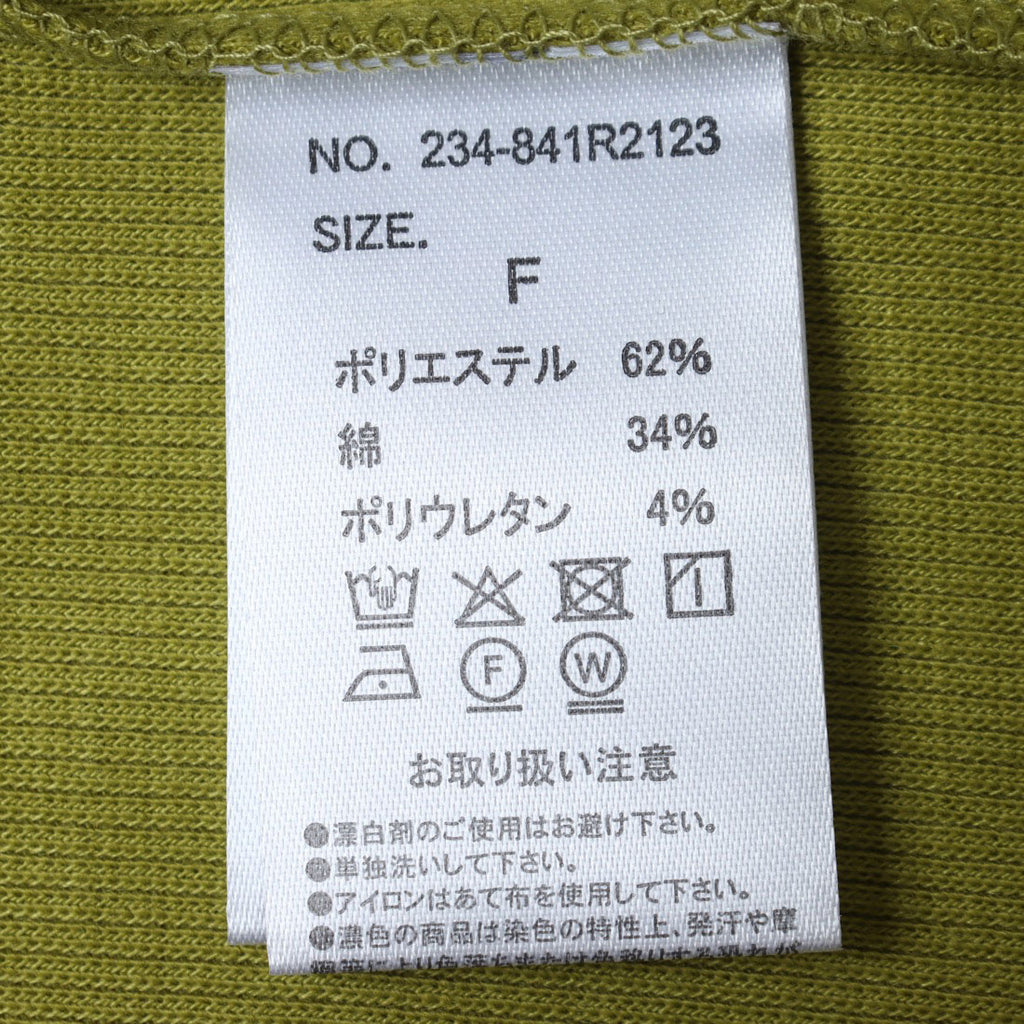 NO. 234-841R2123
SIZE.
F
ポリエステル 62%
綿 34%
ポリウレタン 4%
F W
お取り扱い注意
●漂白剤のご使用はお避け下さい。
●単独洗いして下さい。
●アイロンはあて布を使用して下さい。
●濃色の商品は染色の特性上、発汗や摩